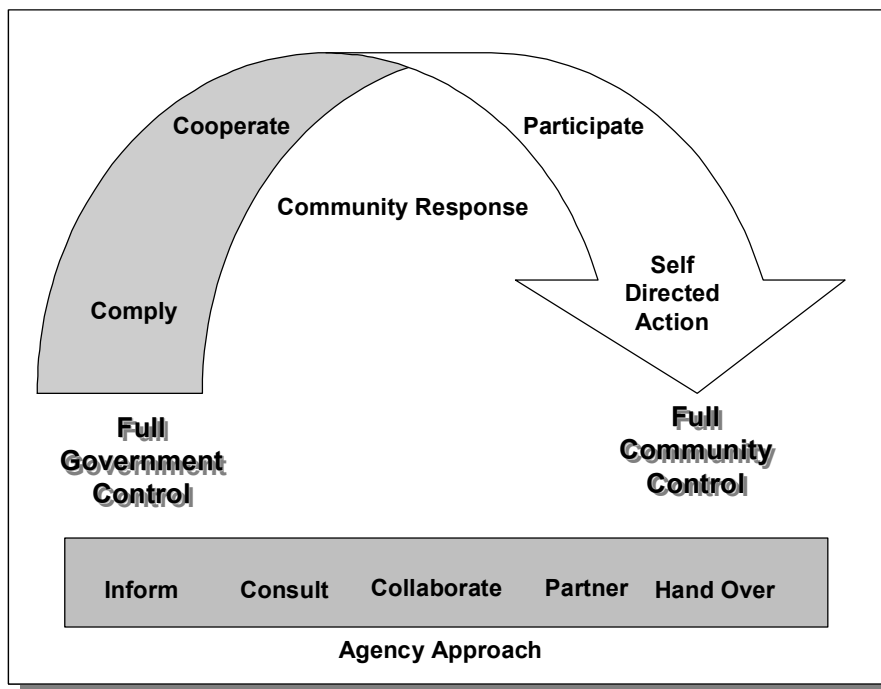 Cooperate
Participate
Community Response
Comply
Self
Directed
Action
Full
Government
Control
Full
Community
Control
Inform Consult Collaborate Partner Hand Over
Agency Approach